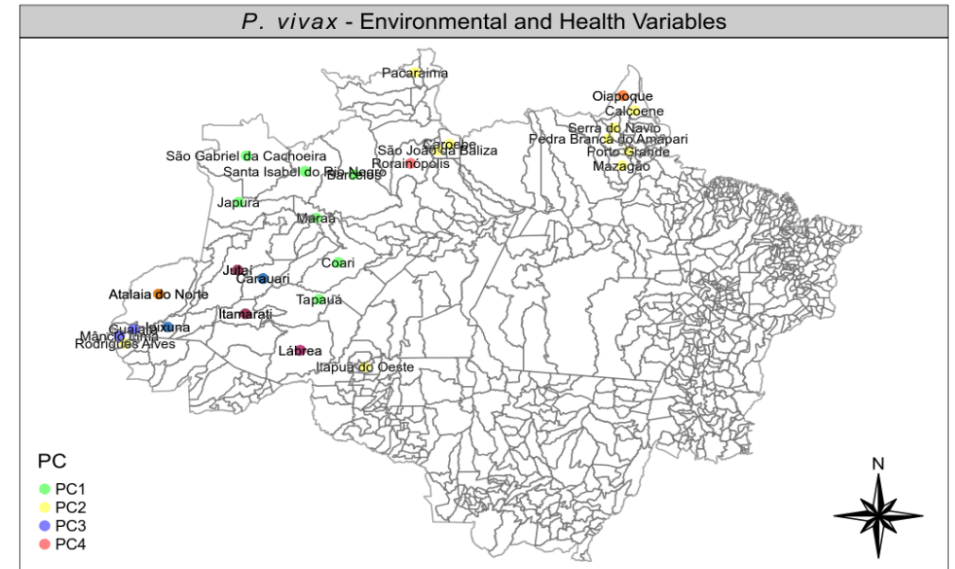 P. vivax - Environmental and Health Variables
Pacaraima
Oiapoque
Calçoene
Serra do Navio
Pedra Branca do Amapari
Porto Grande
Mazagão
Caroebe
São João da Baliza
Rorainópolis
São Gabriel da Cachoeira
Santa Isabel do Rio Negro
Barcelos
Japurá
Maraã
Coari
Jutaí
Carauari
Atalaia do Norte
Tapauá
Itamarati
Guajará
Ipixuna
Mâncio Lima
Rodrigues Alves
Lábrea
Itapuã do Oeste
PC
PC1
PC2
PC3
PC4
N